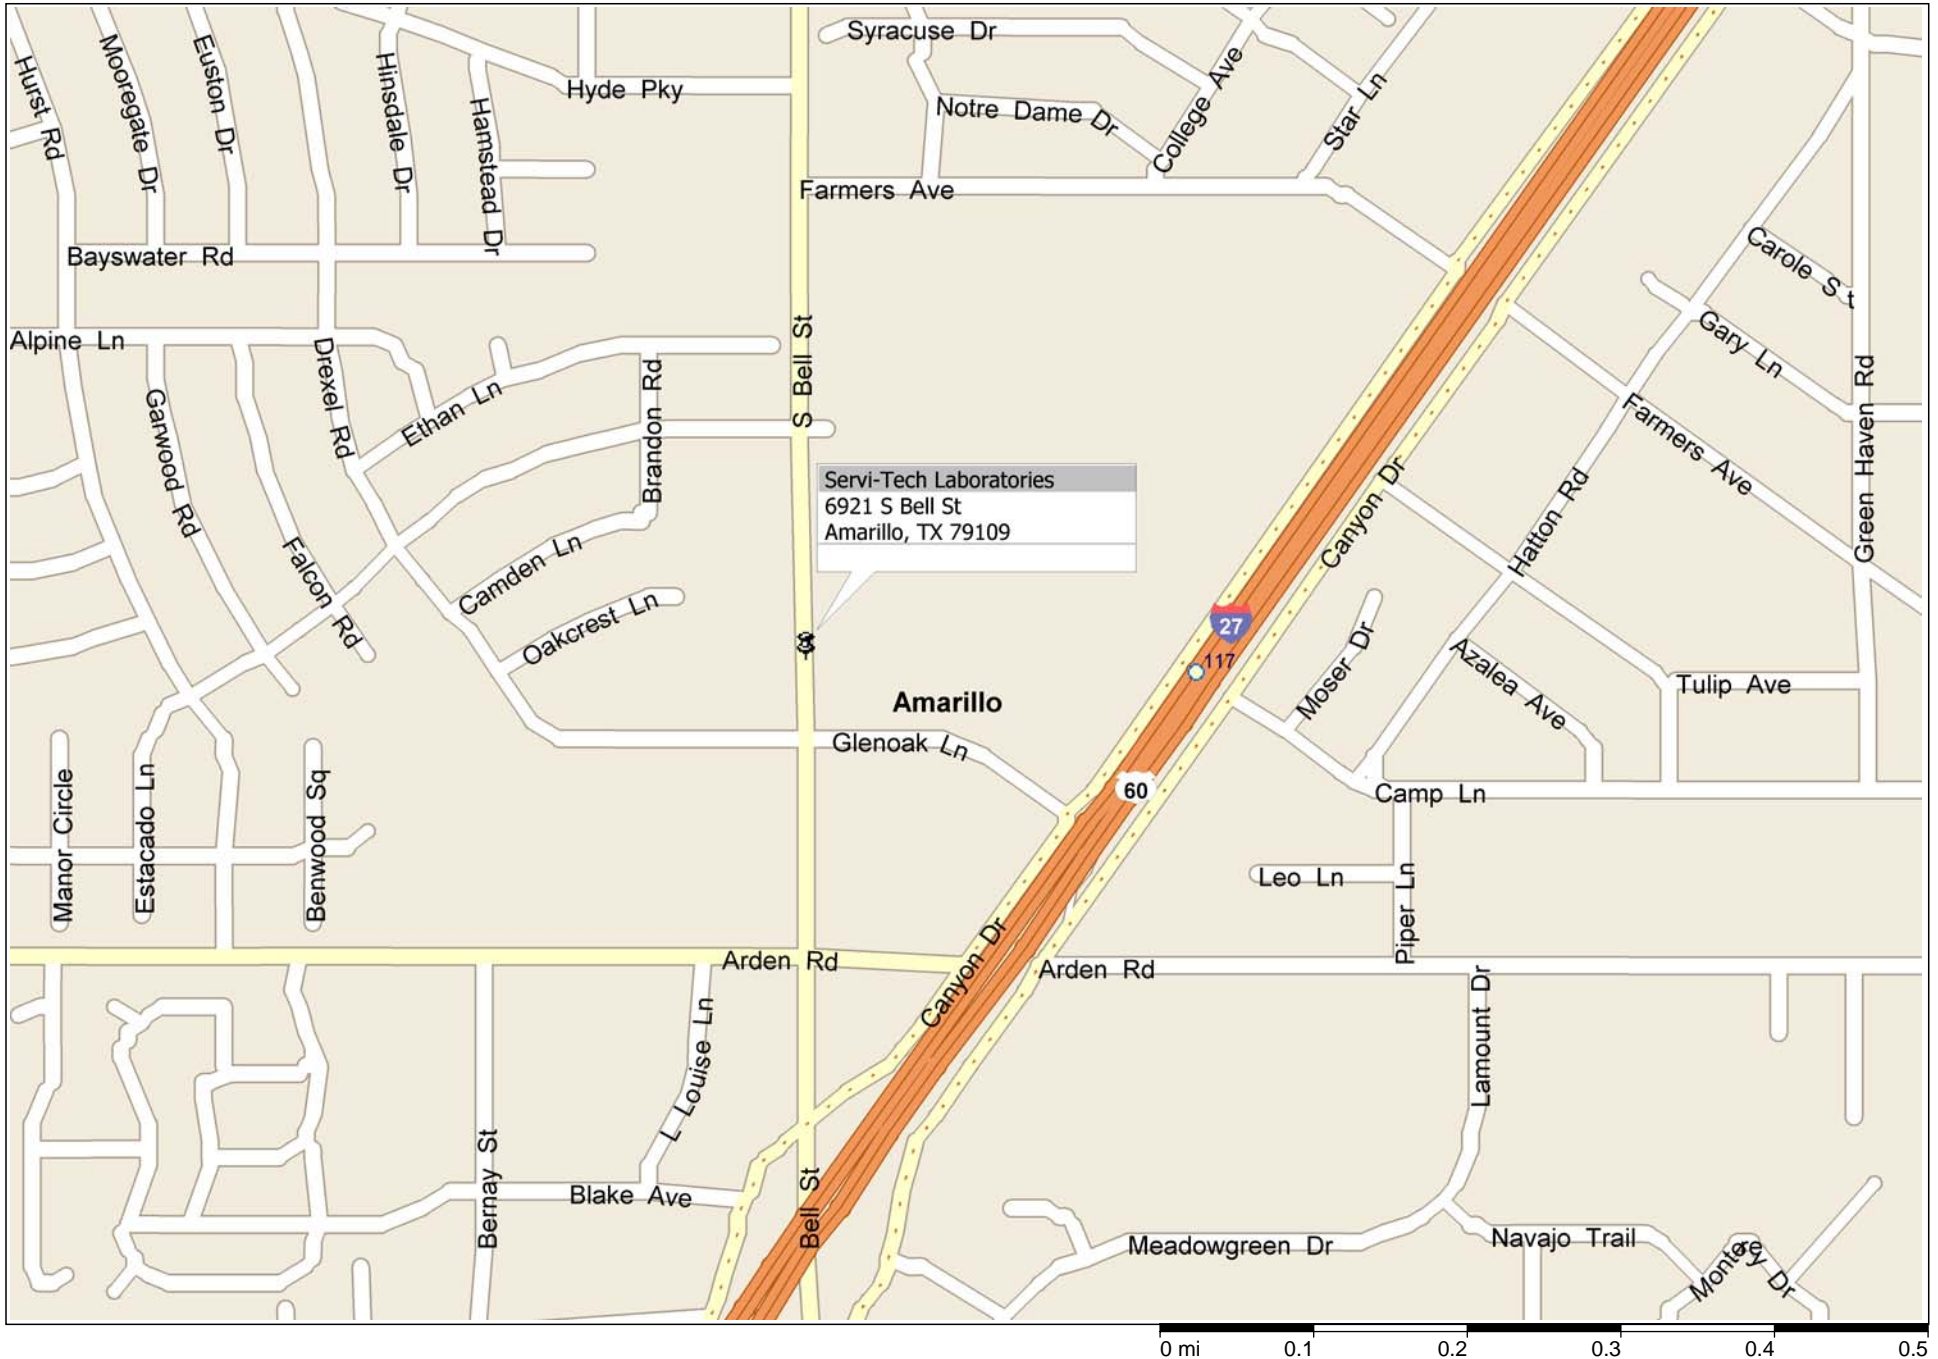 Syracuse Dr
Hurst Rd
Mooregate Dr
Euston Dr
Hinsdale Dr
Hamstead Dr
Hyde Pky
Notre Dame Dr
College Ave
Star Ln
Farmers Ave
Bayswater Rd
Carole St
Alpine Ln
Drexel Rd
Ethan Ln
Brandon Rd
S Bell St
Gary Ln
Green Haven Rd
Garwood Rd
Farmers Ave
Servi-Tech Laboratories
6921 S Bell St
Amarillo, TX 79109
Canyon Dr
Hatton Rd
Falcon Rd
Camden Ln
Oakcrest Ln
27
117
Moser Dr
Azalea Ave
Tulip Ave
Amarillo
Glenoak Ln
60
Camp Ln
Manor Circle
Estacado Ln
Benwood Sq
Leo Ln
Piper Ln
Arden Rd
Canyon Dr
Arden Rd
L Louise Ln
Lamount Dr
Bernay St
Blake Ave
Bell St
Meadowgreen Dr
Navajo Trail
Montorey Dr
0 mi 0.1 0.2 0.3 0.4 0.5